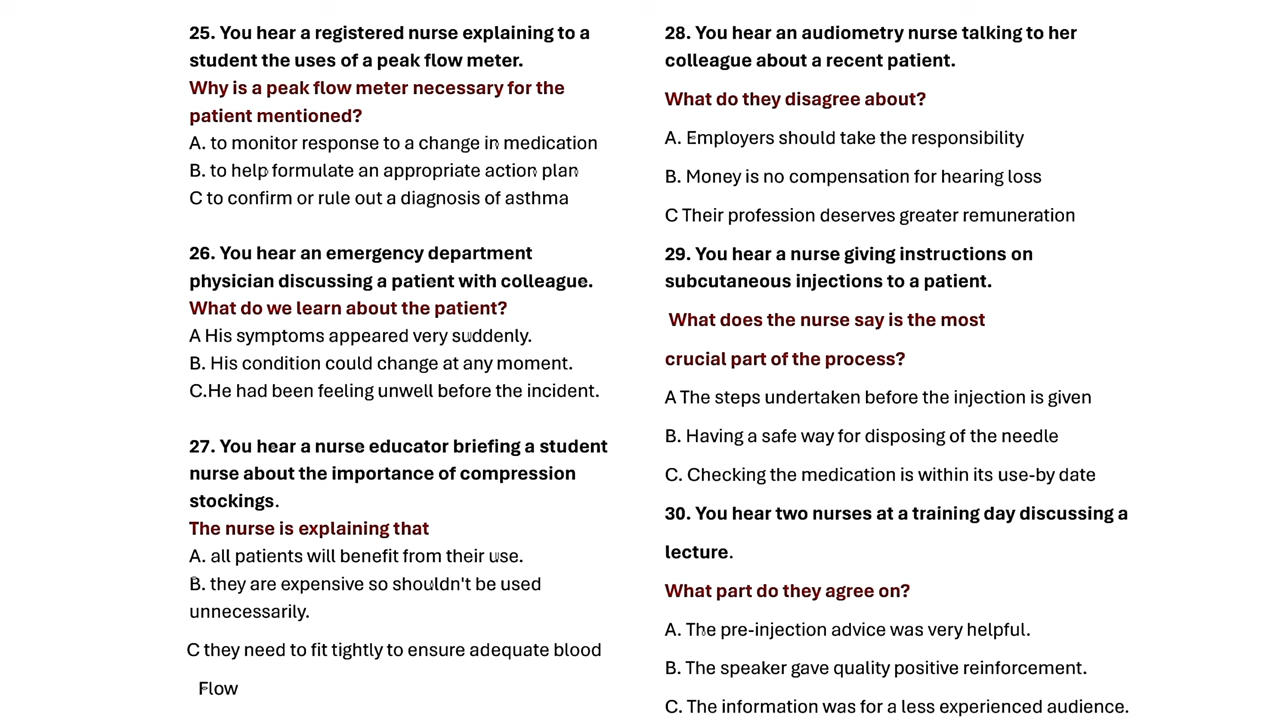 25. You hear a registered nurse explaining to a
student the uses of a peak flow meter.
Why is a peak flow meter necessary for the
patient mentioned?
A. to monitor response to a change in medication
B. to help formulate an appropriate action plan
C to confirm or rule out a diagnosis of asthma
26. You hear an emergency department
physician discussing a patient with colleague.
What do we learn about the patient?
A His symptoms appeared very suddenly.
B. His condition could change at any moment.
C.He had been feeling unwell before the incident.
27. You hear a nurse educator briefing a student
nurse about the importance of compression
stockings.
The nurse is explaining that
A. all patients will benefit from their use.
B. they are expensive so shouldn't be used
unnecessarily.
C they need to fit tightly to ensure adequate blood
Flow
28. You hear an audiometry nurse talking to her
colleague about a recent patient.
What do they disagree about?
A. Employers should take the responsibility
B. Money is no compensation for hearing loss
C Their profession deserves greater remuneration
29. You hear a nurse giving instructions on
subcutaneous injections to a patient.
What does the nurse say is the most
crucial part of the process?
A The steps undertaken before the injection is given
B. Having a safe way for disposing of the needle
C. Checking the medication is within its use-by date
30. You hear two nurses at a training day discussing a
lecture.
What part do they agree on?
A. The pre-injection advice was very helpful.
B. The speaker gave quality positive reinforcement.
C. The information was for a less experienced audience.